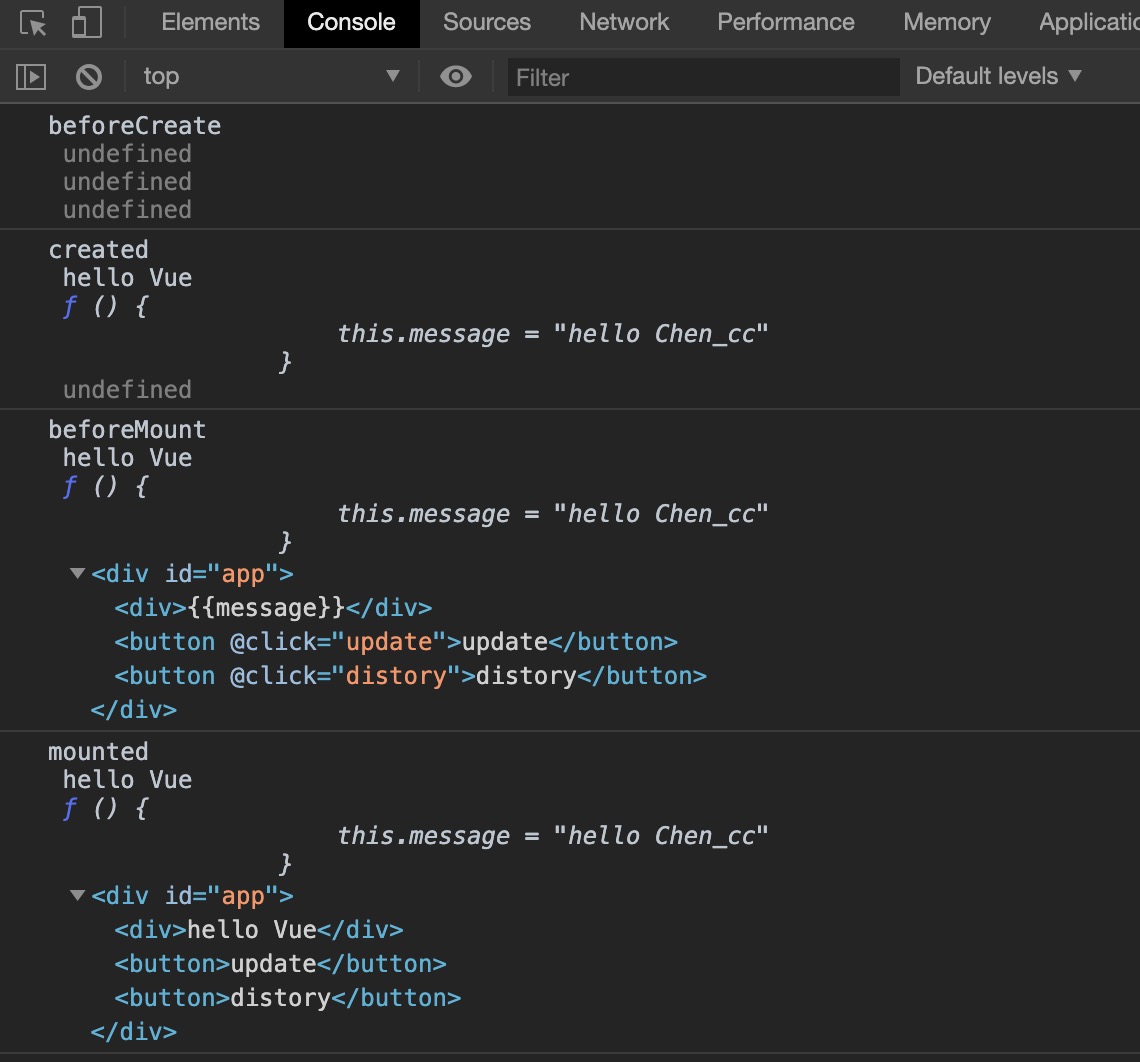 Elements Console Sources Network Performance Memory Applicatic
top Filter Default levels
beforeCreate
undefined
undefined
undefined
created
hello Vue
ƒ () {
this.message = "hello Chen_cc"
}
undefined
beforeMount
hello Vue
ƒ () {
this.message = "hello Chen_cc"
}
<div id="app">
<div>{{message}}</div>
<button @click="update">update</button>
<button @click="distory">distory</button>
</div>
mounted
hello Vue
ƒ () {
this.message = "hello Chen_cc"
}
<div id="app">
<div>hello Vue</div>
<button>update</button>
<button>distory</button>
</div>